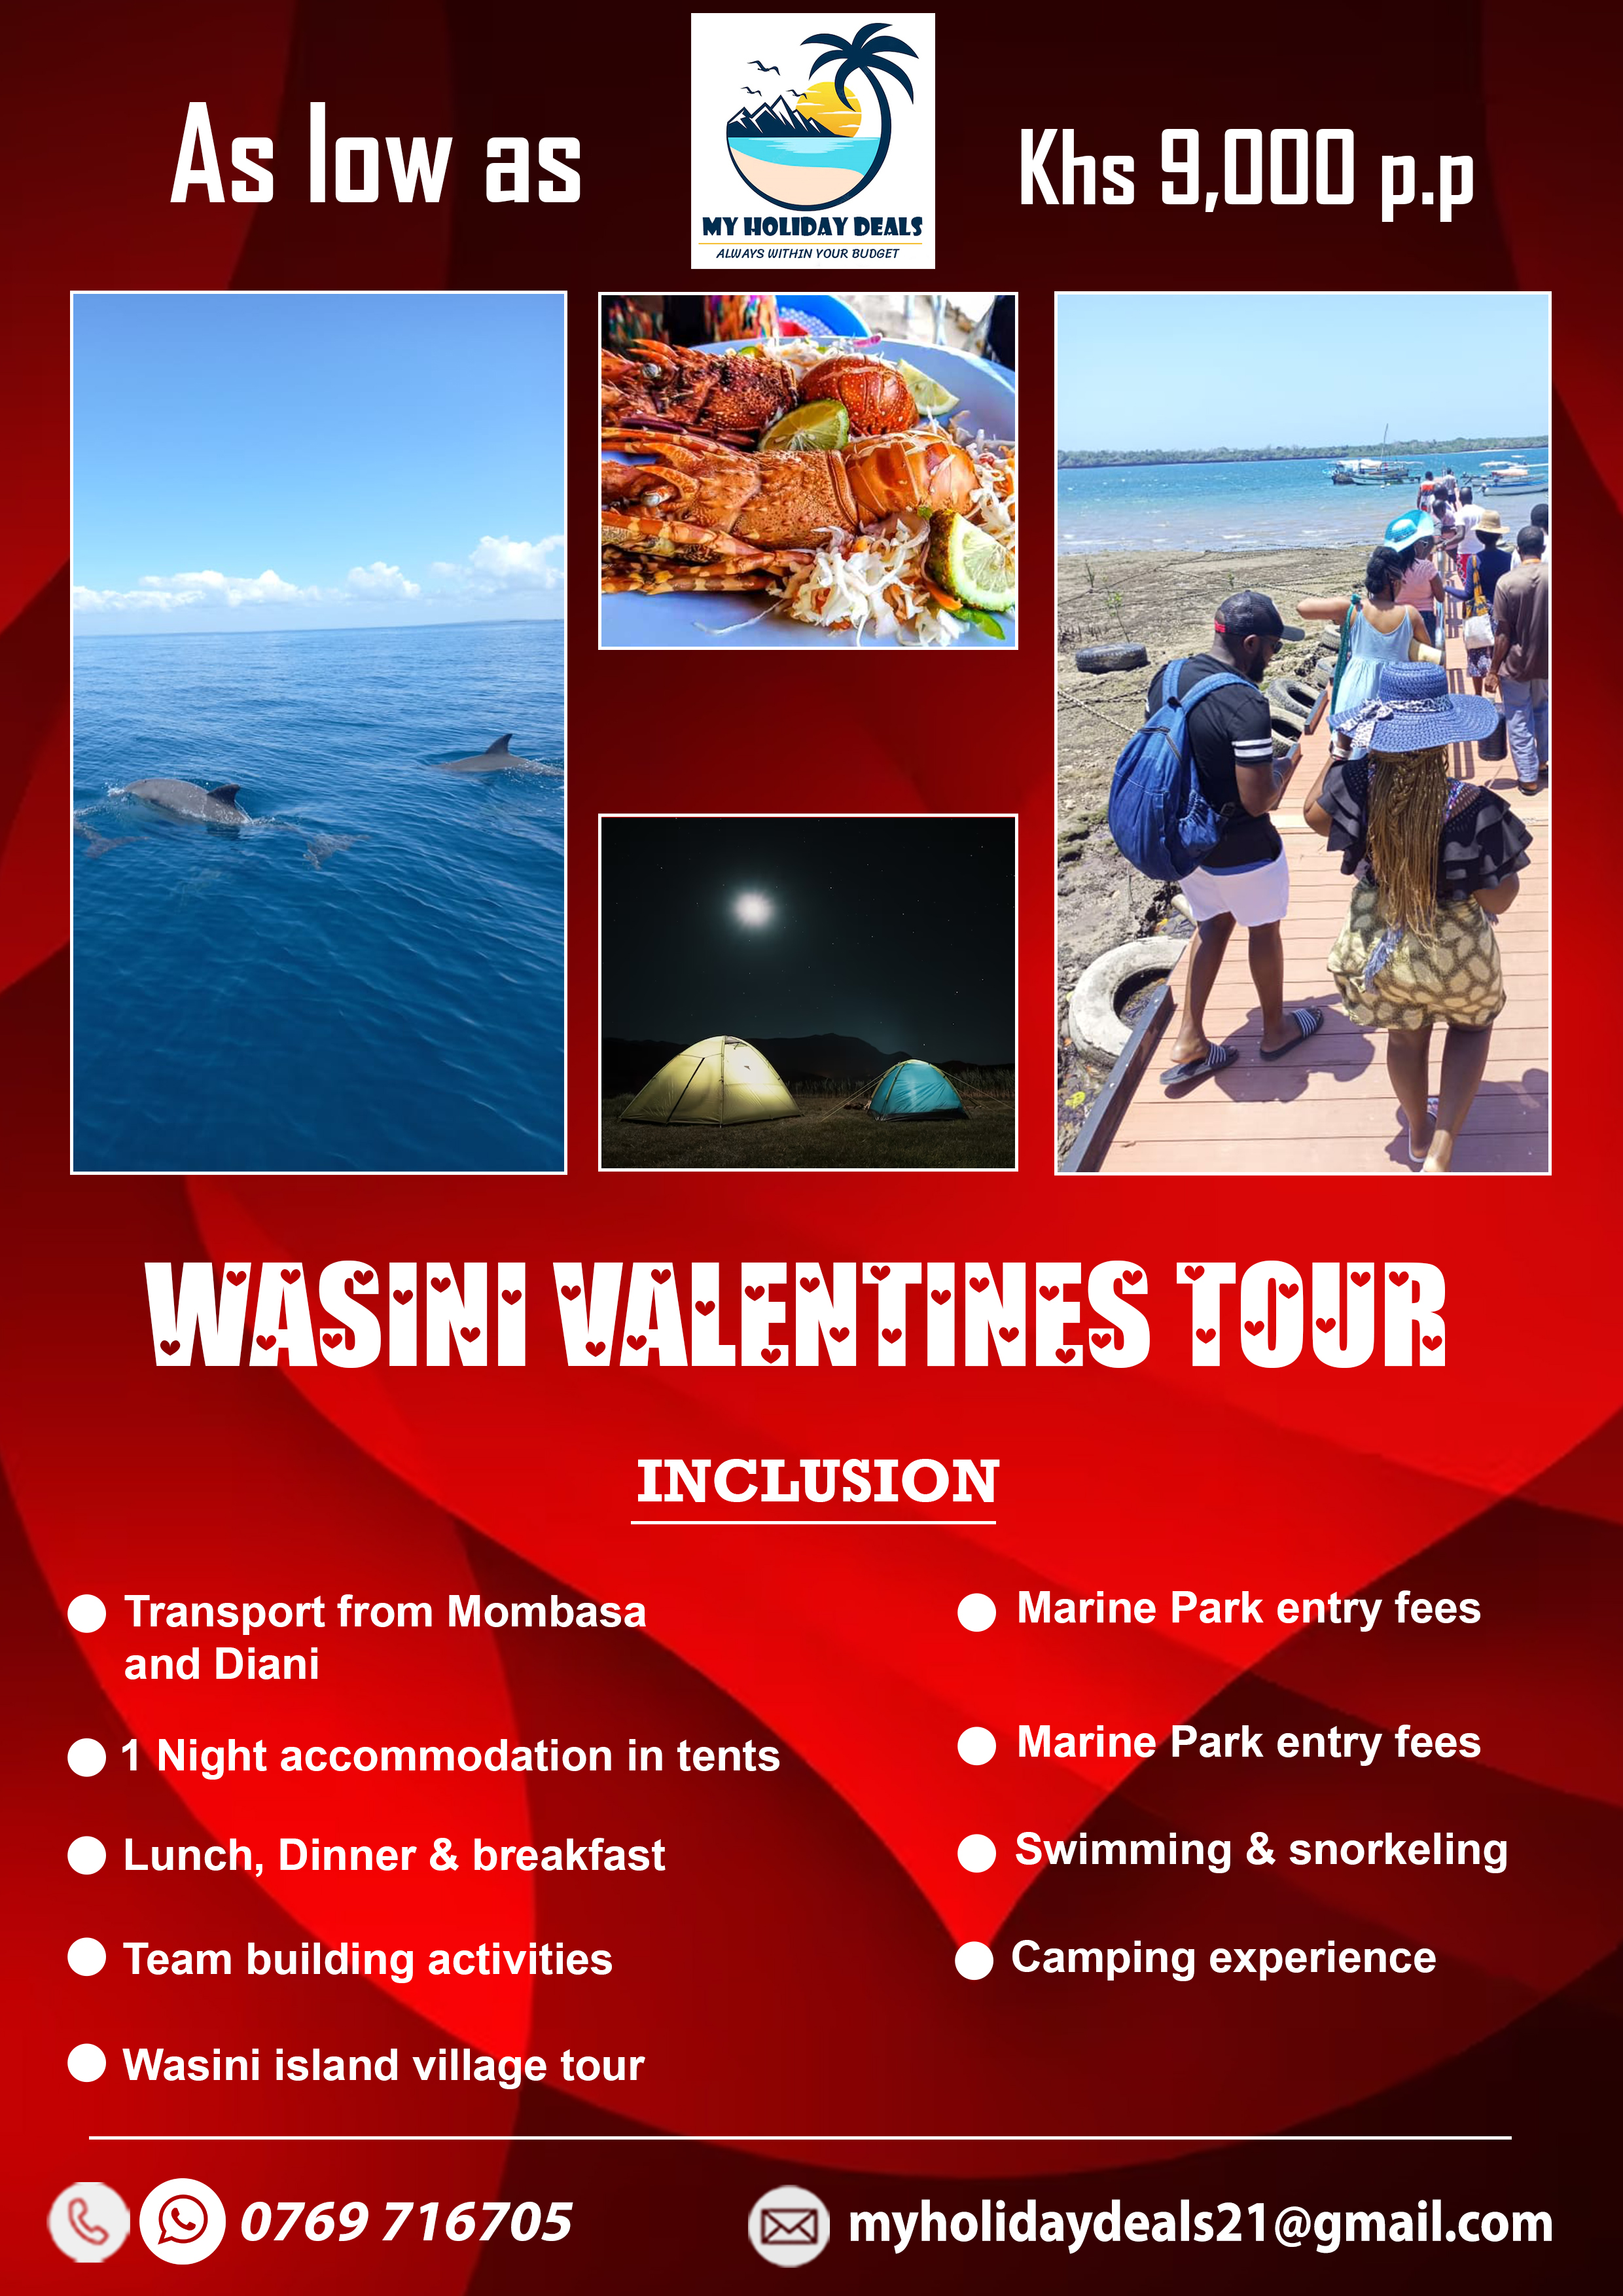 As low as
MY HOLIDAY DEALS
ALWAYS WITHIN YOUR BUDGET
Khs 9,000 p.p
WASINI VALENTINES TOUR
INCLUSION
Transport from Mombasa
and Diani
1 Night accommodation in tents
Lunch, Dinner & breakfast
Team building activities
Wasini island village tour
Marine Park entry fees
Marine Park entry fees
Swimming & snorkeling
Camping experience
0769 716705
myholidaydeals21@gmail.com